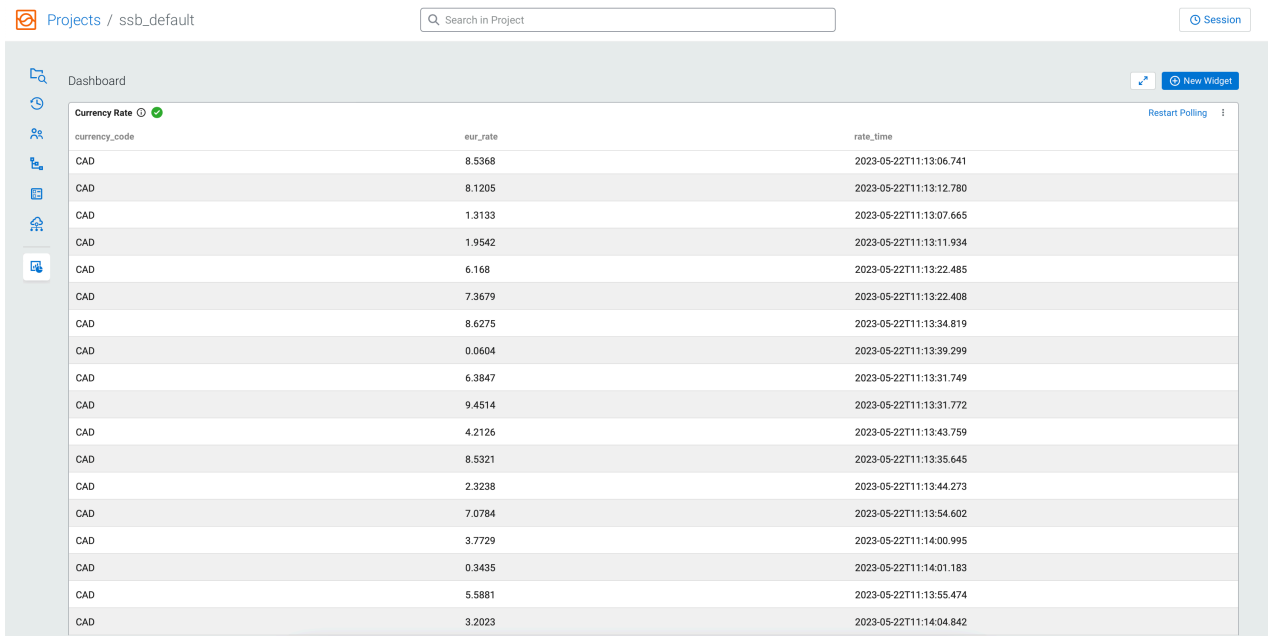 Projects / ssb_default Search in Project Session
Dashboard New Widget
Currency Rate Restart Polling
currency_code eur_rate rate_time
CAD 8.5368 2023-05-22T11:13:06.741
CAD 8.1205 2023-05-22T11:13:12.780
CAD 1.3133 2023-05-22T11:13:07.665
CAD 1.9542 2023-05-22T11:13:11.934
CAD 6.168 2023-05-22T11:13:22.485
CAD 7.3679 2023-05-22T11:13:22.408
CAD 8.6275 2023-05-22T11:13:34.819
CAD 0.0604 2023-05-22T11:13:39.299
CAD 6.3847 2023-05-22T11:13:31.749
CAD 9.4514 2023-05-22T11:13:31.772
CAD 4.2126 2023-05-22T11:13:43.759
CAD 8.5321 2023-05-22T11:13:35.645
CAD 2.3238 2023-05-22T11:13:44.273
CAD 7.0784 2023-05-22T11:13:54.602
CAD 3.7729 2023-05-22T11:14:00.995
CAD 0.3435 2023-05-22T11:14:01.183
CAD 5.5881 2023-05-22T11:13:55.474
CAD 3.2023 2023-05-22T11:14:04.842